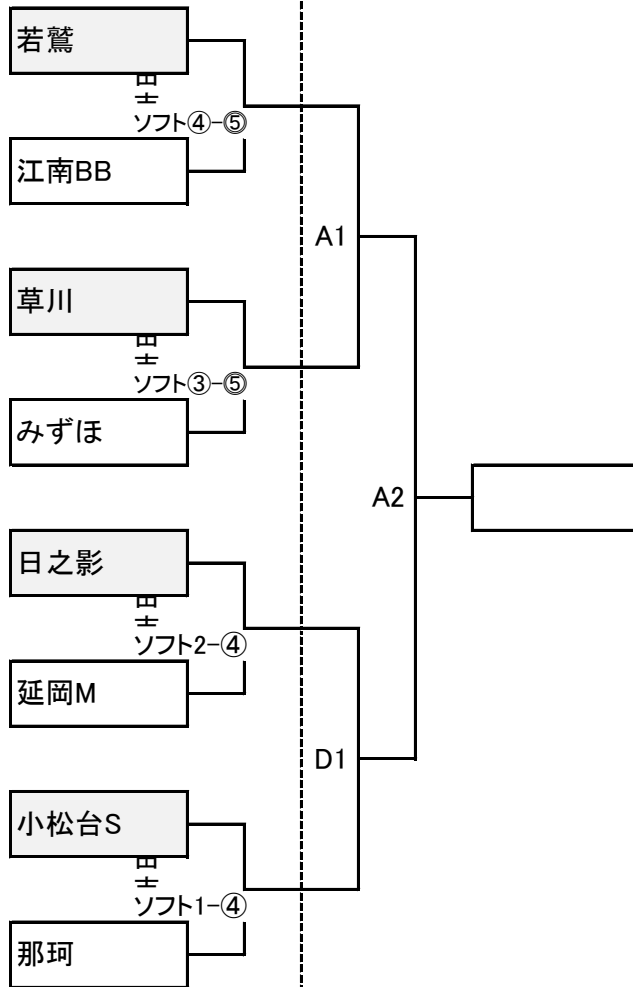 若鷲
ソフト④-⑤
江南BB
A1
草川
ソフト③-⑤
みずほ
A2
日之影
ソフト2-④
延岡M
D1
小松台S
ソフト1-④
那珂